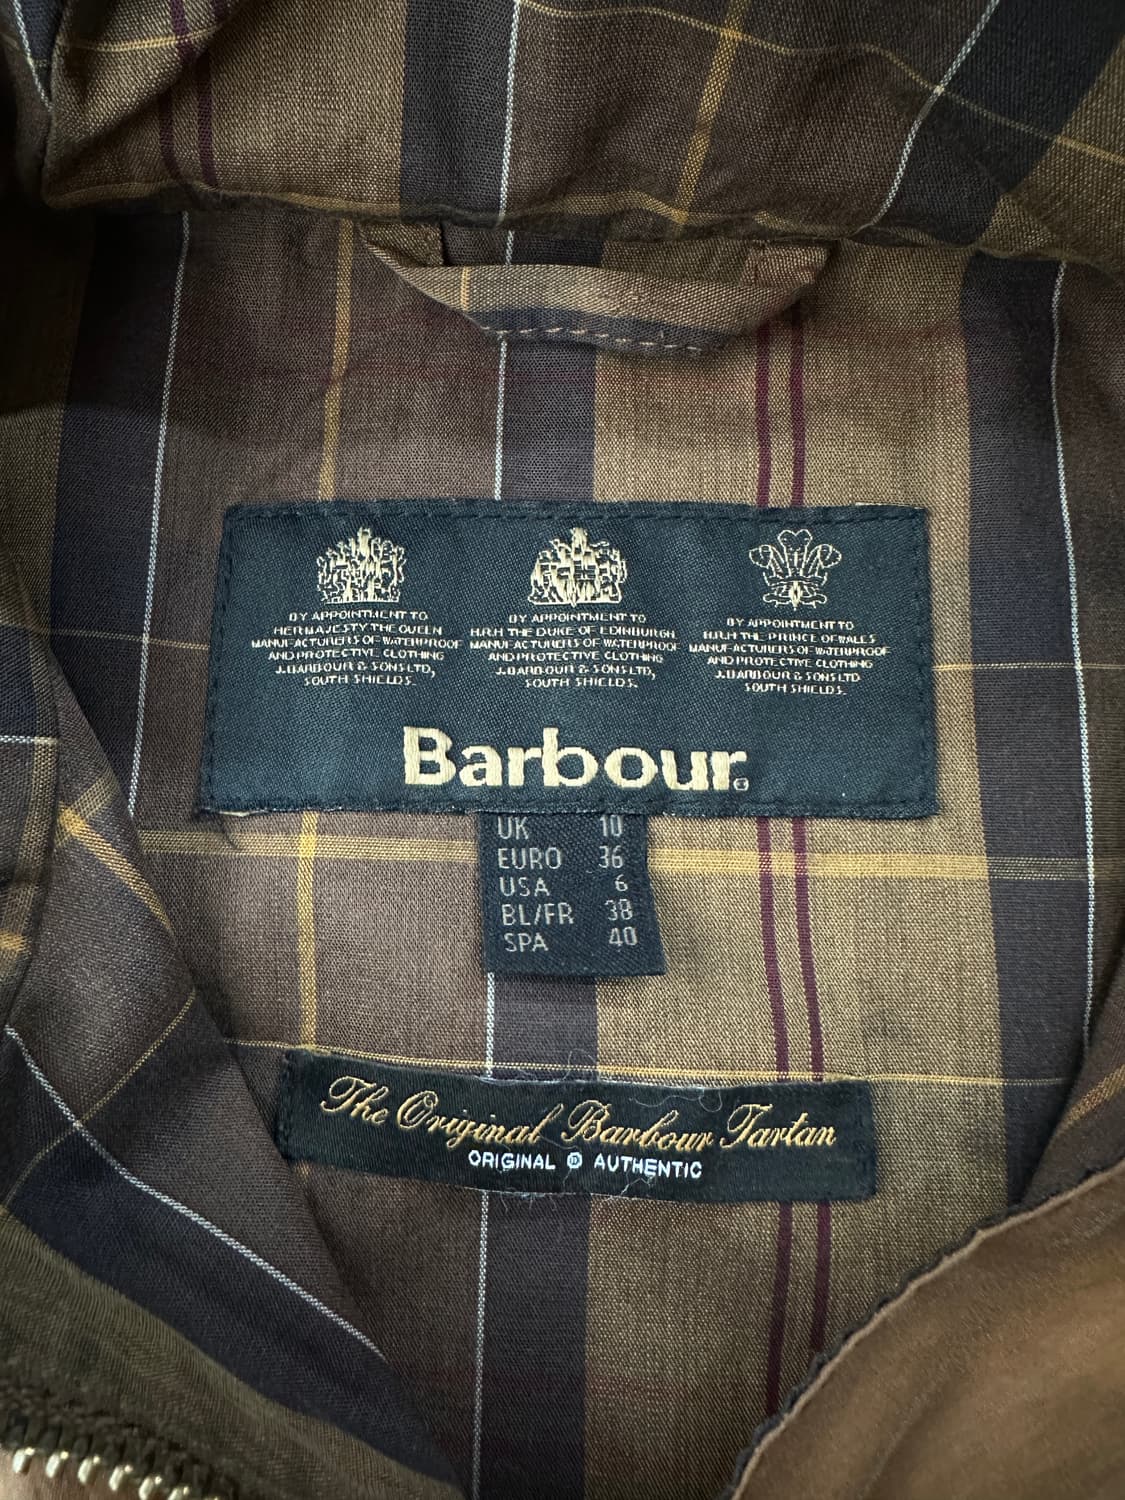 BY APPOINTMENT TO
HER MAJESTY THE QUEEN
MANUFACTURERS OF WATERPROOF
AND PROTECTIVE CLOTHING
J.BARBOUR & SONS LTD,
SOUTH SHIELDS.
BY APPOINTMENT TO
H.R.H THE DUKE OF EDINBURGH
MANUFACTURERS OF WATERPROOF
AND PROTECTIVE CLOTHING
J.BARBOUR & SONS LTD,
SOUTH SHIELDS.
BY APPOINTMENT TO
H.R.H THE PRINCE OF WALES
MANUFACTURERS OF WATERPROOF
AND PROTECTIVE CLOTHING
J.BARBOUR & SONS LTD
SOUTH SHIELDS.
Barbour®
UK 10
EURO 36
USA 6
BL/FR 38
SPA 40
The Original Barbour Tartan
ORIGINAL ® AUTHENTIC